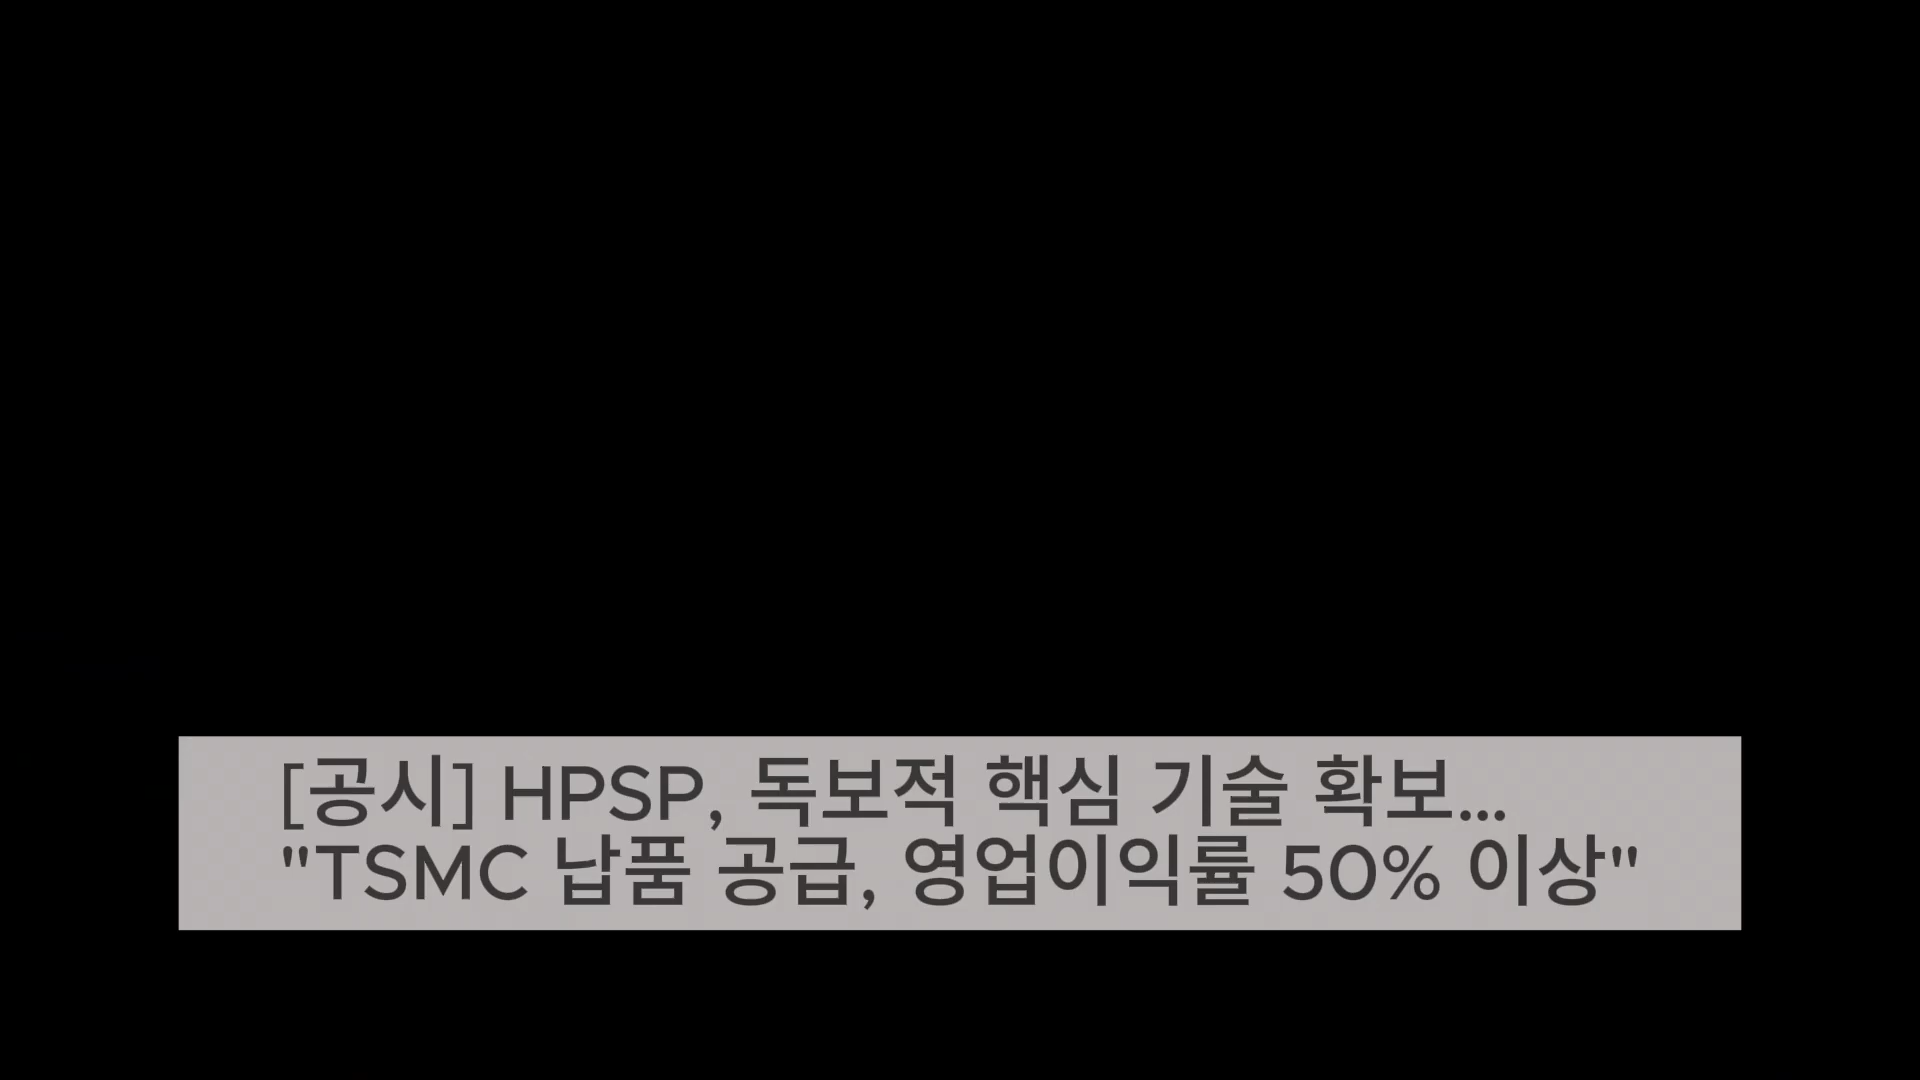 [공시] HPSP, 독보적 핵심 기술 확보...
"TSMC 납품 공급, 영업이익률 50% 이상"